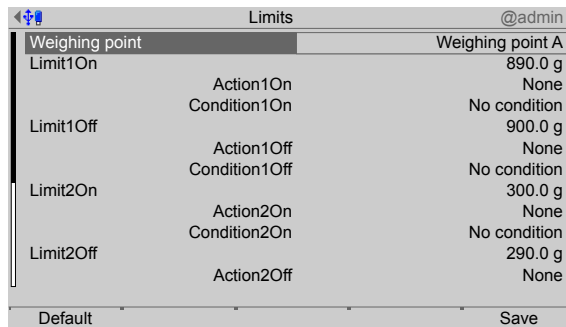 Limits @admin
Weighing point Weighing point A
Limit1On 890.0 g
Action1On None
Condition1On No condition
Limit1Off 900.0 g
Action1Off None
Condition1Off No condition
Limit2On 300.0 g
Action2On None
Condition2On No condition
Limit2Off 290.0 g
Action2Off None
Default Save